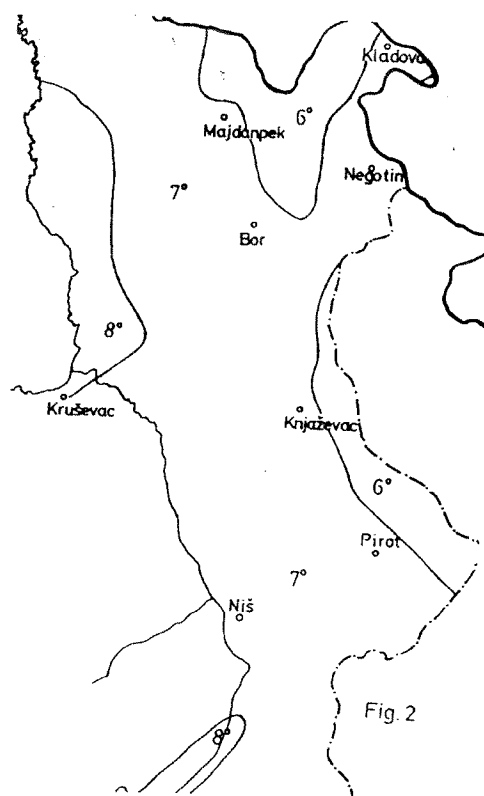 Kladovo
6°
Majdanpek
Negotin
7°
Bor
8°
Kruševac
Knjaževac
6°
Pirot
7°
Niš
Fig. 2
8°